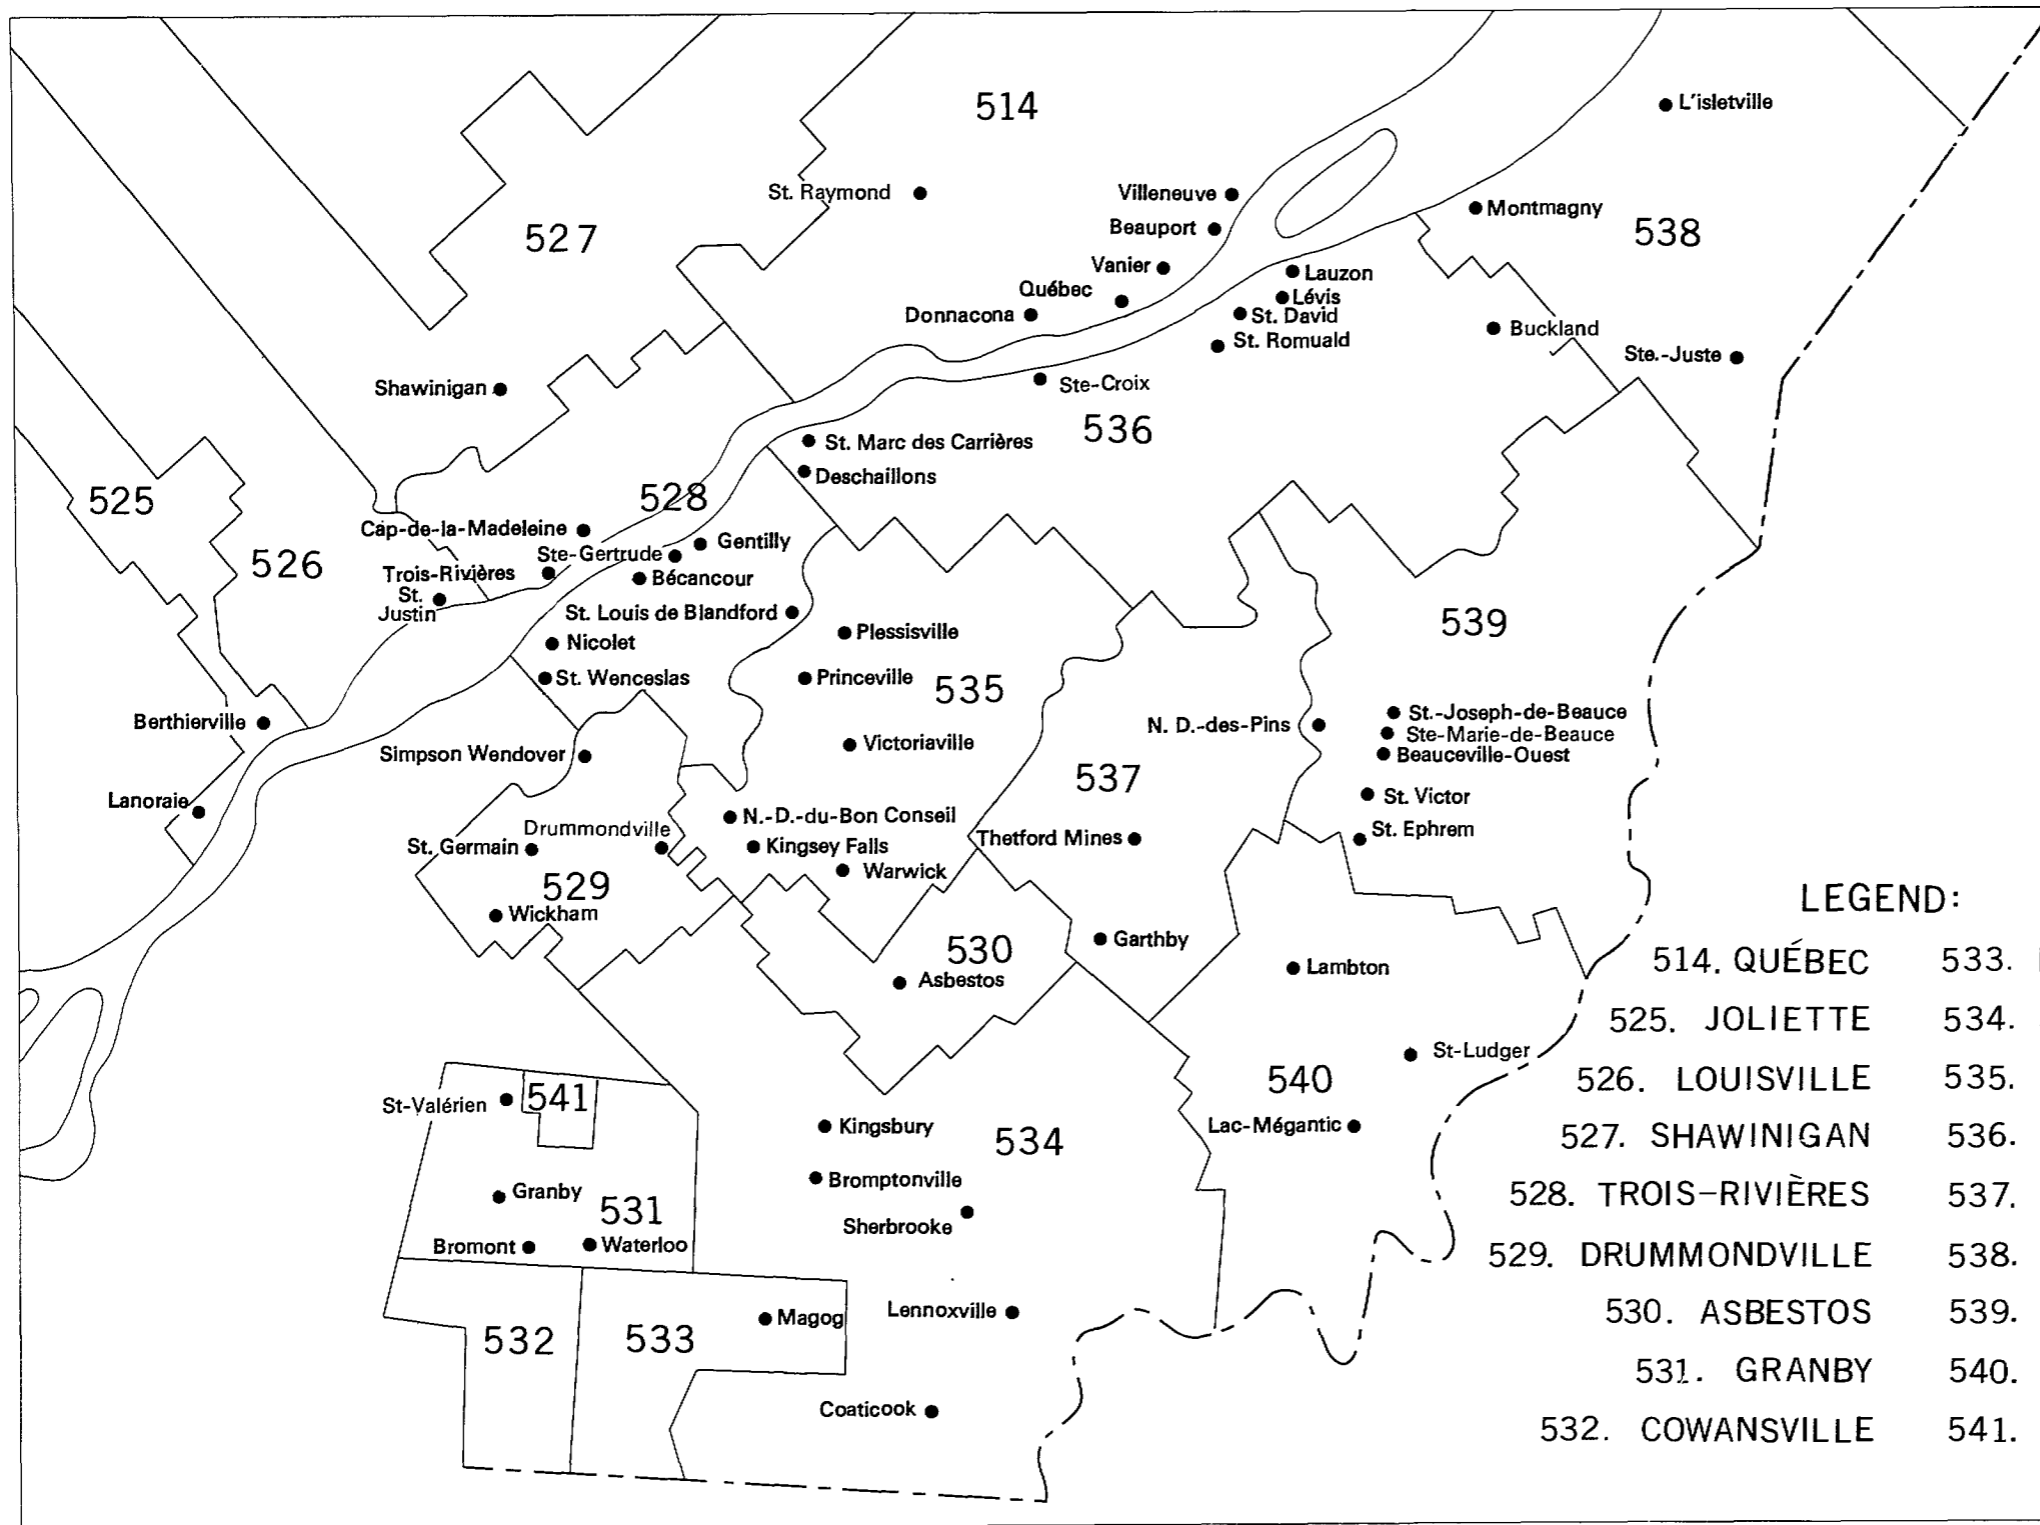 514
L'isletville
St. Raymond
Villeneuve
Montmagny
Beauport
527
538
Vanier
Lauzon
Québec
Lévis
Donnacona
St. David
Buckland
St. Romuald
Ste.-Juste
Shawinigan
Ste-Croix
536
St. Marc des Carrières
Deschaillons
525
528
Cap-de-la-Madeleine
Gentilly
Ste-Gertrude
526
Trois-Rivières
Bécancour
St.
Justin
St. Louis de Blandford
539
Plessisville
Nicolet
St. Wenceslas
Princeville
535
Berthierville
St.-Joseph-de-Beauce
N. D.-des-Pins
Ste-Marie-de-Beauce
Victoriaville
Simpson Wendover
Beauceville-Ouest
537
Lanoraie
St. Victor
N.-D.-du-Bon Conseil
Drummondville
St. Ephrem
Thetford Mines
St. Germain
Kingsey Falls
Warwick
529
Wickham
530
Garthby
Asbestos
Lambton
St-Ludger
540
St-Valérien
541
Lac-Mégantic
Kingsbury
534
Bromptonville
Granby
531
Sherbrooke
Bromont
Waterloo
Lennoxville
Magog
532
533
Coaticook
LEGEND:
514. QUÉBEC 533.
525. JOLIETTE 534.
526. LOUISVILLE 535.
527. SHAWINIGAN 536.
528. TROIS-RIVIÈRES 537.
529. DRUMMONDVILLE 538.
530. ASBESTOS 539.
531. GRANBY 540.
532. COWANSVILLE 541.